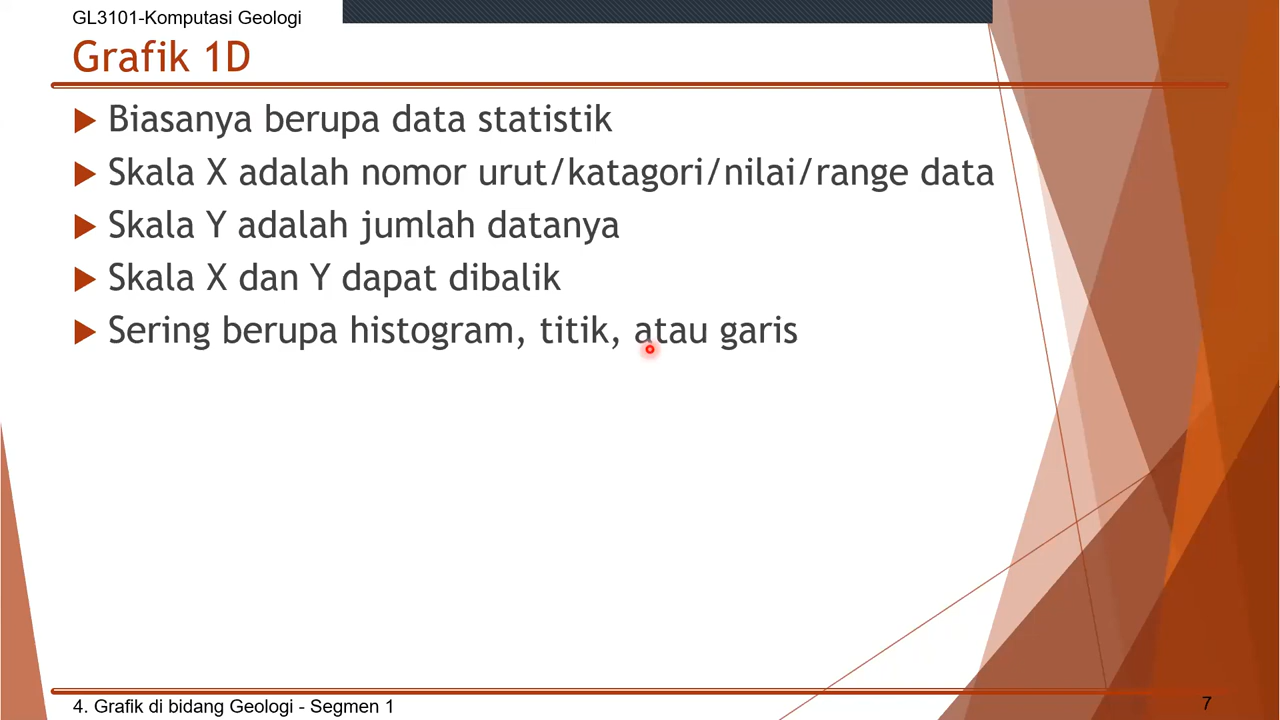 GL3101-Komputasi Geologi
Grafik 1D
Biasanya berupa data statistik
Skala X adalah nomor urut/katagori/nilai/range data
Skala Y adalah jumlah datanya
Skala X dan Y dapat dibalik
Sering berupa histogram, titik, atau garis
4. Grafik di bidang Geologi - Segmen 1
7